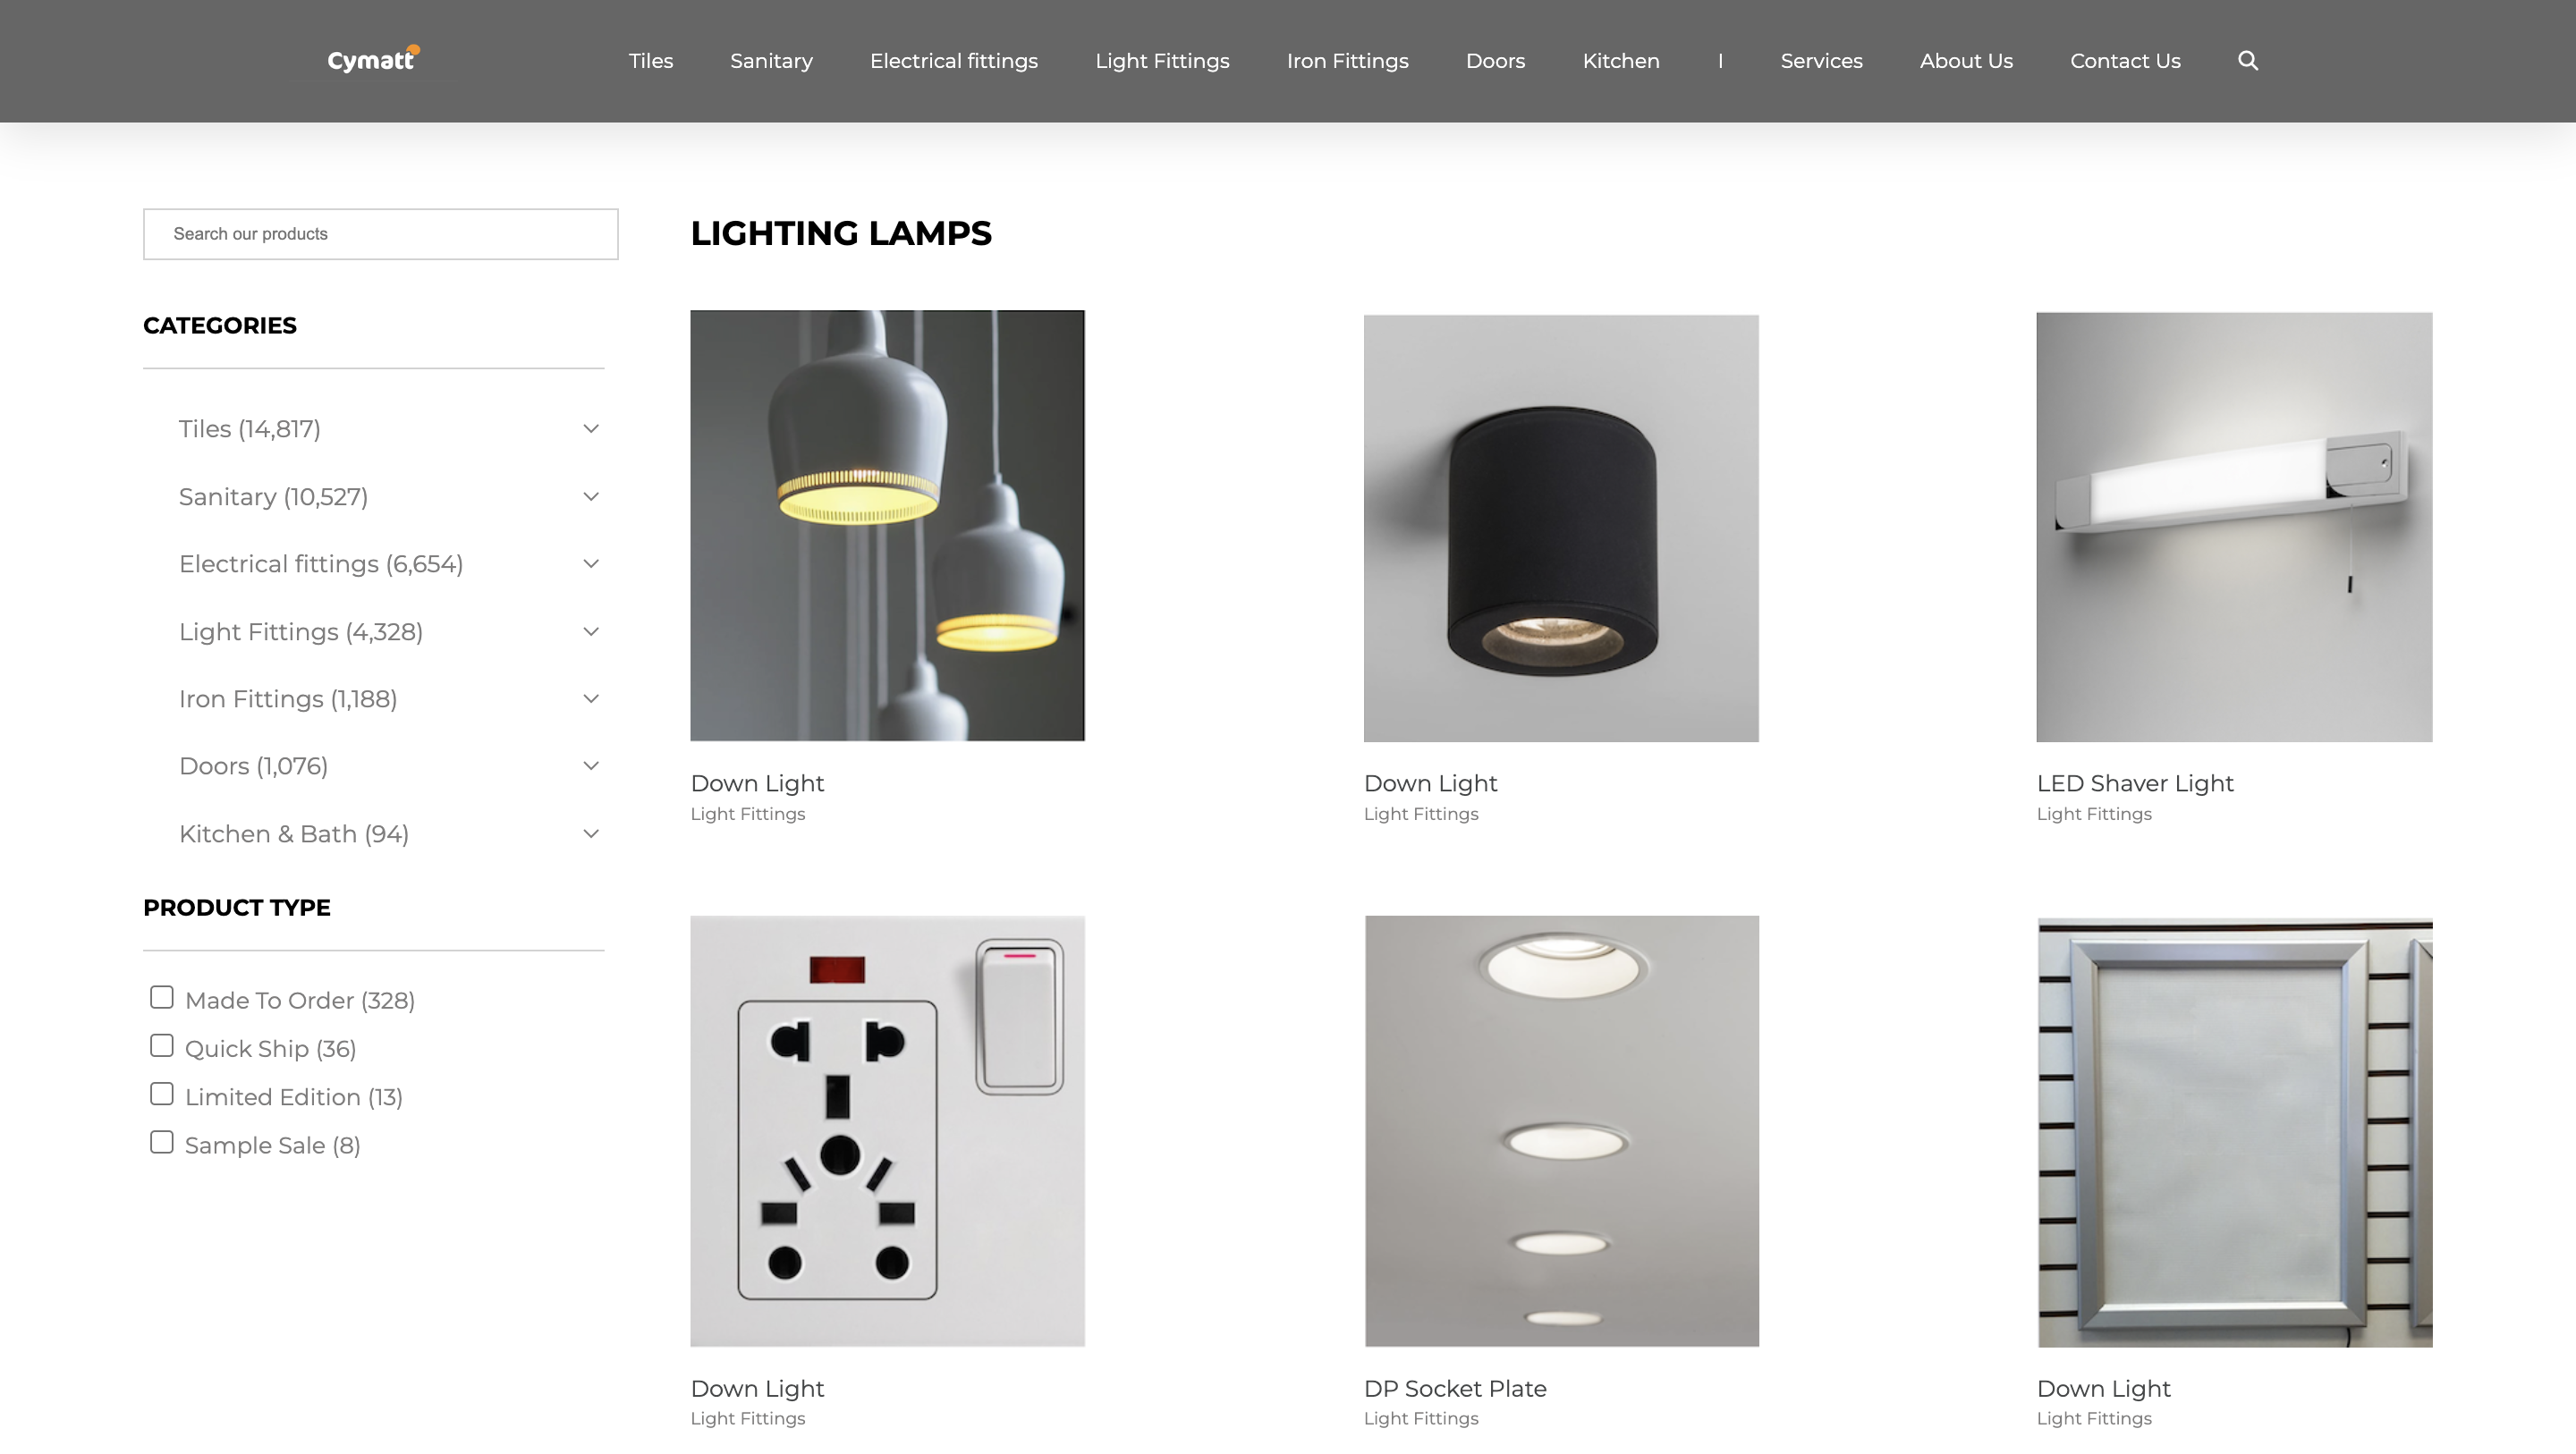 Cymatt
Tiles Sanitary Electrical fittings Light Fittings Iron Fittings Doors Kitchen | Services About Us Contact Us
Search our products
CATEGORIES
Tiles (14,817)
Sanitary (10,527)
Electrical fittings (6,654)
Light Fittings (4,328)
Iron Fittings (1,188)
Doors (1,076)
Kitchen & Bath (94)
PRODUCT TYPE
Made To Order (328)
Quick Ship (36)
Limited Edition (13)
Sample Sale (8)
LIGHTING LAMPS
Down Light
Light Fittings
Down Light
Light Fittings
LED Shaver Light
Light Fittings
Down Light
Light Fittings
DP Socket Plate
Light Fittings
Down Light
Light Fittings